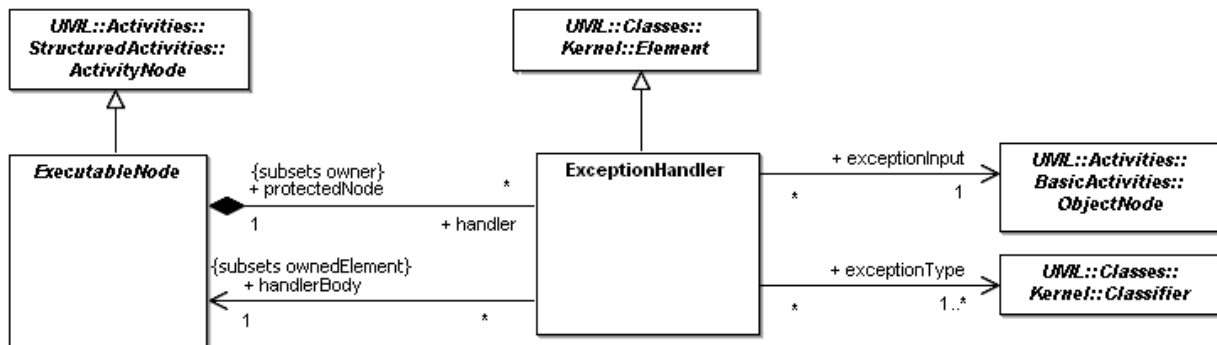 UML::Activities::
StructuredActivities::
ActivityNode
UML::Classes::
Kernel::Element
ExecutableNode
{subsets owner}
+ protectedNode
*
1
+ handler
{subsets ownedElement}
+ handlerBody
1
*
ExceptionHandler
+ exceptionInput
*
1
UML::Activities::
BasicActivities::
ObjectNode
+ exceptionType
*
1..*
UML::Classes::
Kernel::Classifier